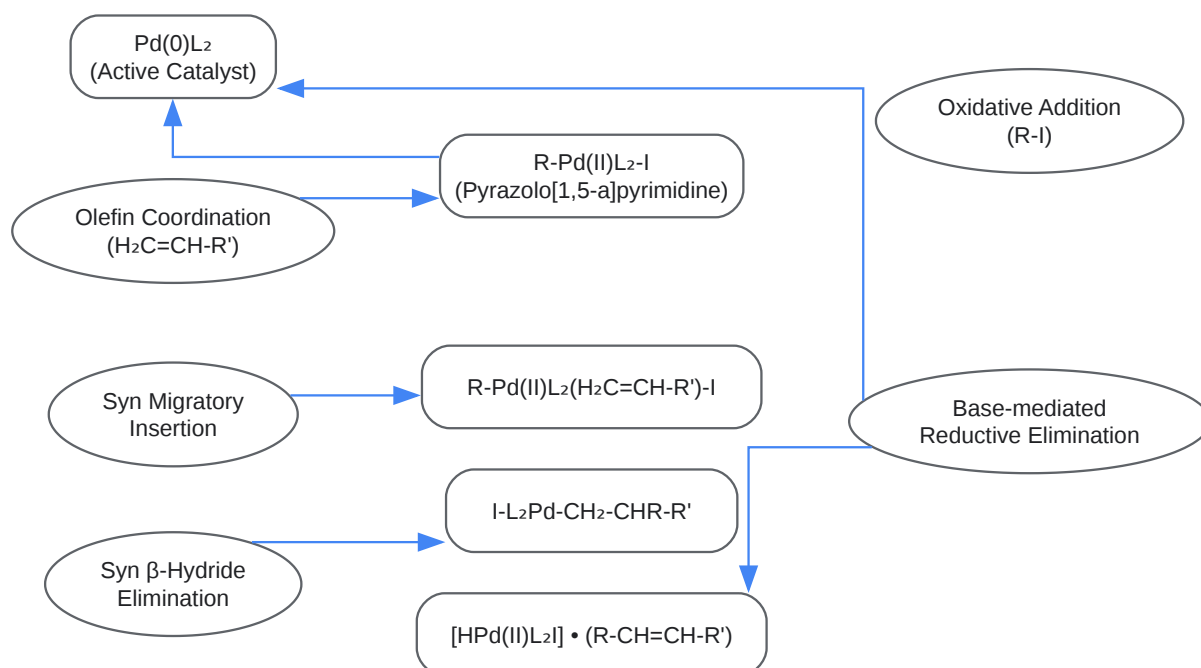 Pd(0)L₂
(Active Catalyst)
Oxidative Addition
(R-I)
R-Pd(II)L₂-I
(Pyrazolo[1,5-a]pyrimidine)
Olefin Coordination
(H₂C=CH-R')
R-Pd(II)L₂(H₂C=CH-R')-I
Syn Migratory
Insertion
Base-mediated
Reductive Elimination
I-L₂Pd-CH₂-CHR-R'
Syn β-Hydride
Elimination
[HPd(II)L₂I] • (R-CH=CH-R')